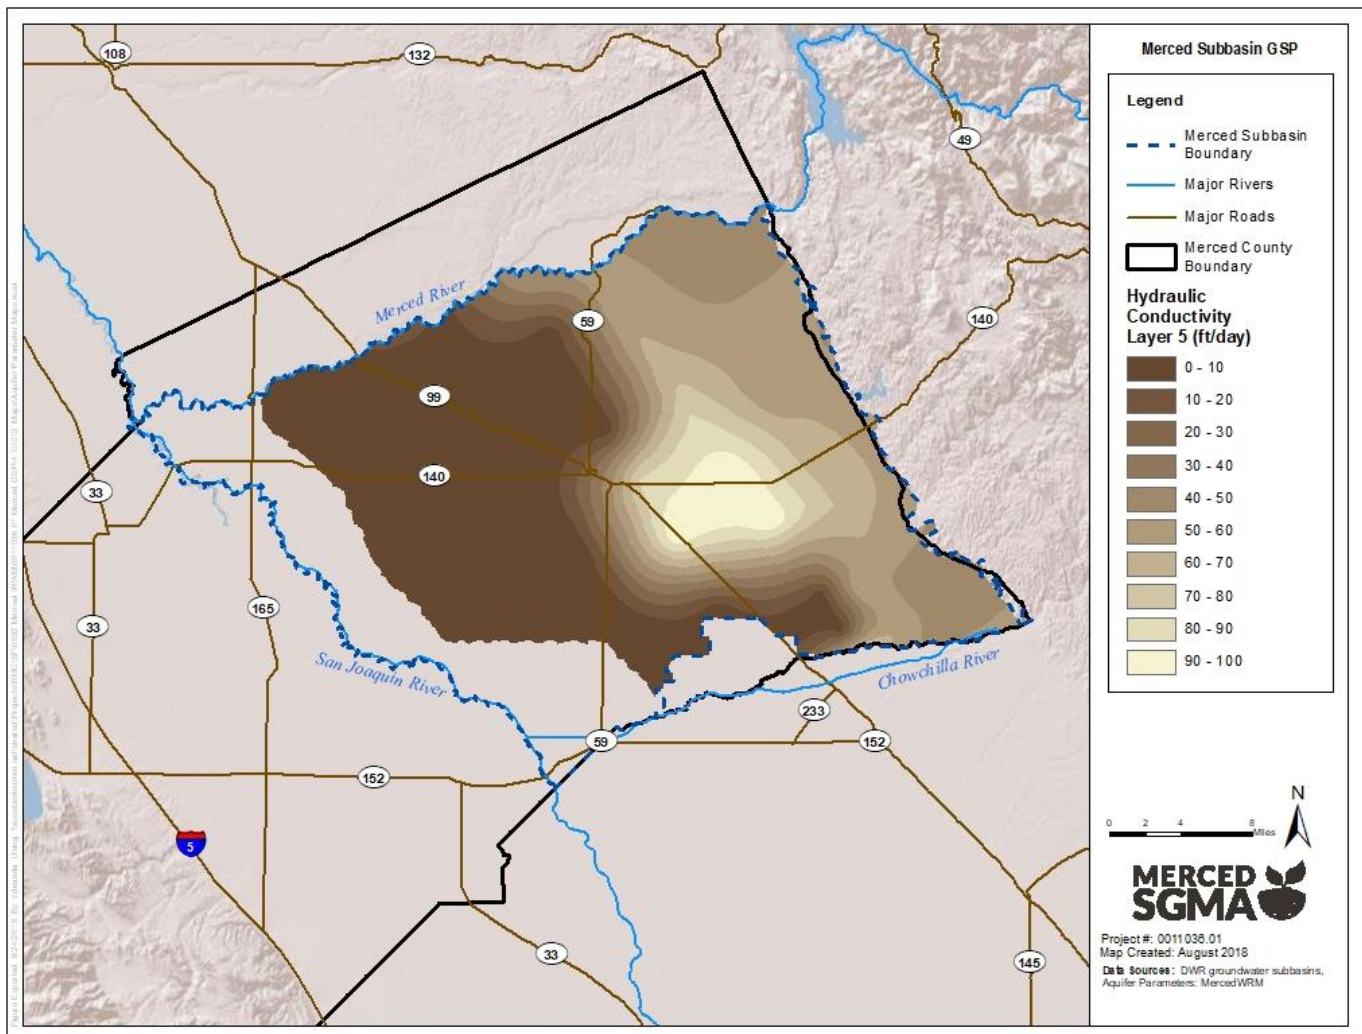 Merced Subbasin GSP
Legend
Merced Subbasin
Boundary
Major Rivers
Major Roads
Merced County
Boundary
Hydraulic
Conductivity
Layer 5 (ft/day)
0 - 10
10 - 20
20 - 30
30 - 40
40 - 50
50 - 60
60 - 70
70 - 80
80 - 90
90 - 100
108
132
49
Merced River
59
140
99
140
33
165
33
San Joaquin River
Chowchilla River
233
59
152
152
5
33
145
N
0 2 4 8
Miles
MERCED
SGMA
Project #: 0011036.01
Map Created: August 2018
Data Sources: DWR groundwater subbasins,
Aquifer Parameters: MercedWRM